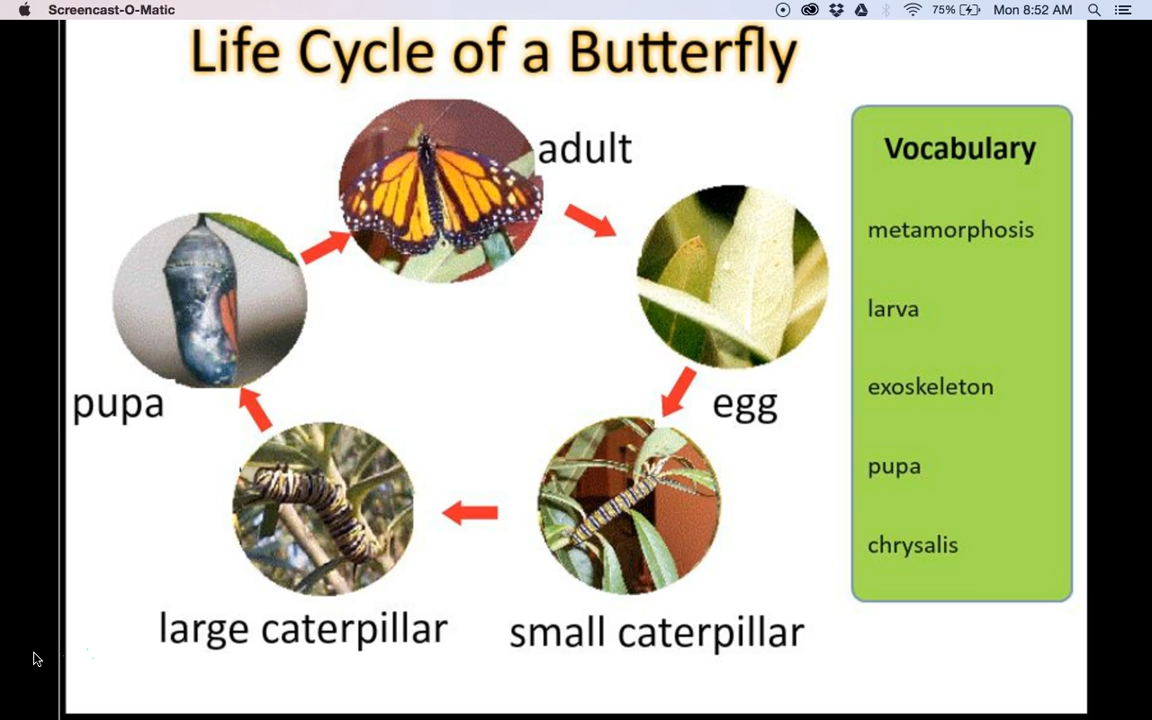 Screencast-O-Matic 75% Mon 8:52 AM
Life Cycle of a Butterfly
adult
Vocabulary
metamorphosis
larva
exoskeleton
pupa
chrysalis
pupa
egg
large caterpillar
small caterpillar